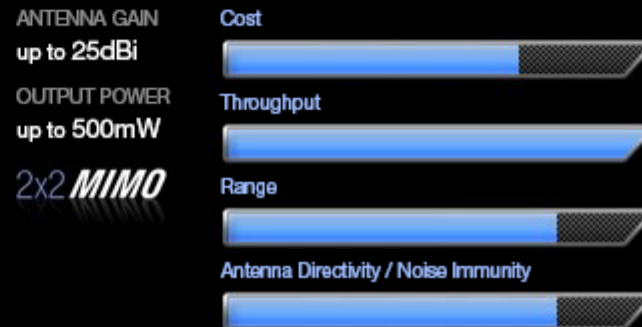 ANTENNA GAIN
up to 25dBi
OUTPUT POWER
up to 500mW
2x2 MIMO
Cost
Throughput
Range
Antenna Directivity / Noise Immunity